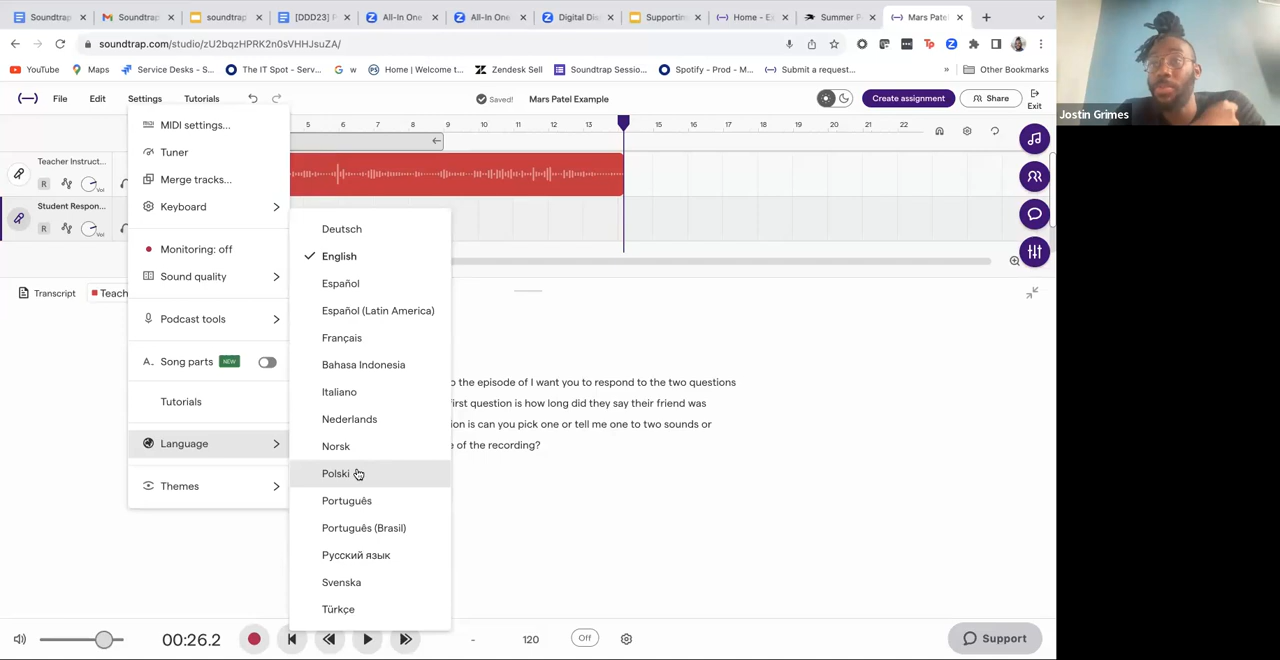 Soundtrap
Gmail
Soundtrap
soundtrap
[DDD23]
All-In One
All-In One
Digital Dis
Supporting
Home - E
Summer P
Mars Patel
soundtrap.com/studio/zU2bqzHPRK2n0sVHHJsuZA/
YouTube
Maps
Service Desks - S...
The IT Spot - Serv...
w
Home | Welcome t...
Zendesk Sell
Soundtrap Sessio...
Spotify - Prod - M...
Submit a request...
»
Other Bookmarks
File
Edit
Settings
Tutorials
Saved!
Mars Patel Example
Create assignment
Share
Exit
5 6 7 8 9 10 11 12 13 15 16 17 18 19 20 21 22
Teacher Instruct...
R
Vol
Student Respon...
R
Vol
MIDI settings...
Tuner
Merge tracks...
Keyboard
Monitoring: off
Sound quality
Podcast tools
Song parts NEW
Tutorials
Language
Themes
Deutsch
English
Español
Español (Latin America)
Français
Bahasa Indonesia
Italiano
Nederlands
Norsk
Polski
Português
Português (Brasil)
Русский язык
Svenska
Türkçe
Transcript
Teach
o the episode of I want you to respond to the two questions
first question is how long did they say their friend was
ion is can you pick one or tell me one to two sounds or
e of the recording?
00:26.2
-
120
Off
Support
Jostin Grimes